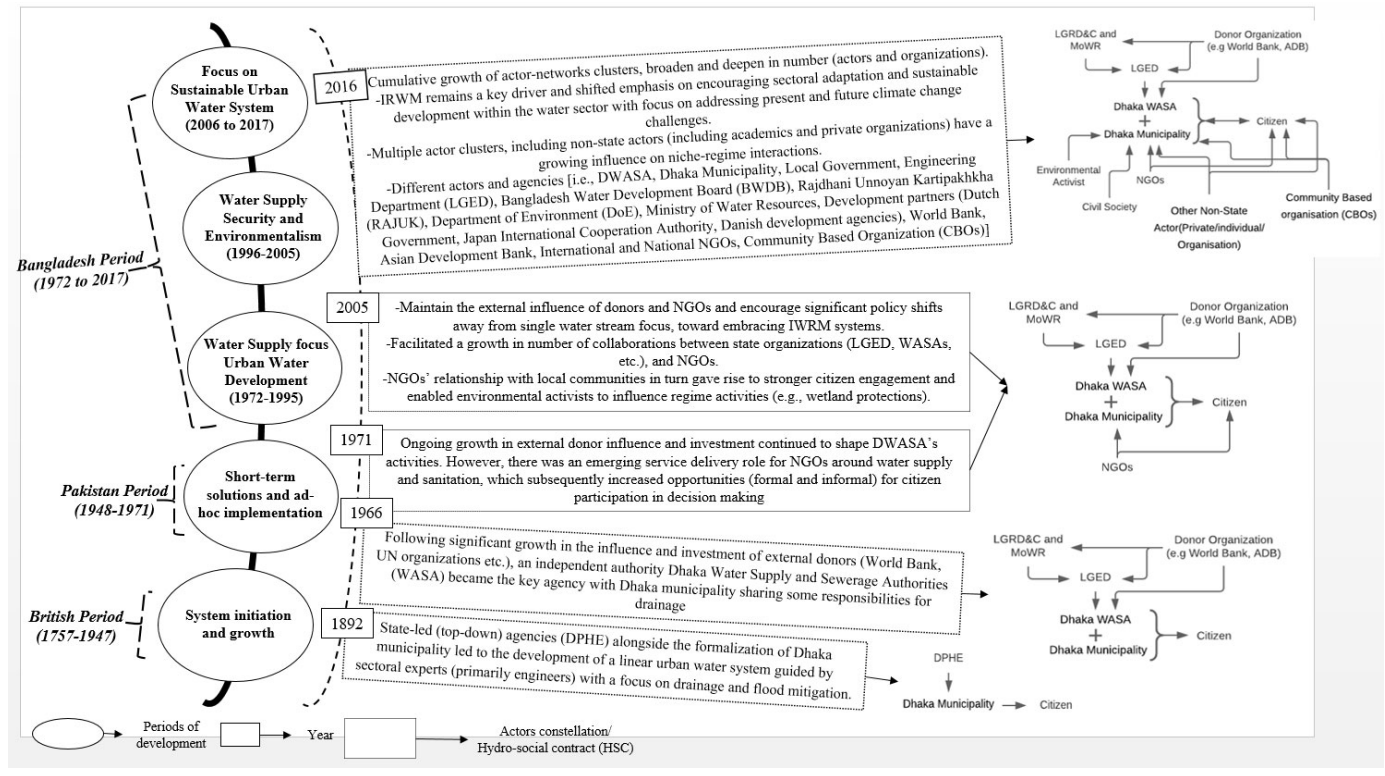 Focus on
Sustainable Urban
Water System
(2006 to 2017)
Water Supply
Security and
Environmentalism
(1996-2005)
Bangladesh Period
(1972 to 2017)
Water Supply focus
Urban Water
Development
(1972-1995)
Pakistan Period
(1948-1971)
Short-term
solutions and ad-
hoc implementation
British Period
(1757-1947)
System initiation
and growth
2016
Cumulative growth of actor-networks clusters, broaden and deepen in number (actors and organizations).
-IRWM remains a key driver and shifted emphasis on encouraging sectoral adaptation and sustainable
development within the water sector with focus on addressing present and future climate change
challenges.
-Multiple actor clusters, including non-state actors (including academics and private organizations) have a
growing influence on niche-regime interactions.
-Different actors and agencies [i.e., DWASA, Dhaka Municipality, Local Government, Engineering
Department (LGED), Bangladesh Water Development Board (BWDB), Rajdhani Unnoyan Kartipakhkha
(RAJUK), Department of Environment (DoE), Ministry of Water Resources, Development partners (Dutch
Government, Japan International Cooperation Authority, Danish development agencies), World Bank,
Asian Development Bank, International and National NGOs, Community Based Organization (CBOs)]
LGRD&C and
MoWR
Donor Organization
(e.g World Bank, ADB)
LGED
Dhaka WASA
+
Dhaka Municipality
Citizen
Environmental
Activist
NGOs
Civil Society
Other Non-State
Actor(Private/individual/
Organisation)
Community Based
organisation (CBOs)
2005
-Maintain the external influence of donors and NGOs and encourage significant policy shifts
away from single water stream focus, toward embracing IWRM systems.
-Facilitated a growth in number of collaborations between state organizations (LGED, WASAs,
etc.), and NGOs.
-NGOs' relationship with local communities in turn gave rise to stronger citizen engagement and
enabled environmental activists to influence regime activities (e.g., wetland protections).
1971
Ongoing growth in external donor influence and investment continued to shape DWASA's
activities. However, there was an emerging service delivery role for NGOs around water supply
and sanitation, which subsequently increased opportunities (formal and informal) for citizen
participation in decision making
LGRD&C and
MoWR
Donor Organization
(e.g World Bank, ADB)
LGED
Dhaka WASA
+
Dhaka Municipality
Citizen
NGOs
1966
Following significant growth in the influence and investment of external donors (World Bank,
UN organizations etc.), an independent authority Dhaka Water Supply and Sewerage Authorities
(WASA) became the key agency with Dhaka municipality sharing some responsibilities for
drainage
LGRD&C and
MoWR
Donor Organization
(e.g World Bank, ADB)
LGED
Dhaka WASA
+
Dhaka Municipality
Citizen
1892
State-led (top-down) agencies (DPHE) alongside the formalization of Dhaka
municipality led to the development of a linear urban water system guided by
sectoral experts (primarily engineers) with a focus on drainage and flood mitigation.
DPHE
Dhaka Municipality
Citizen
Periods of
development
Year
Actors constellation/
Hydro-social contract (HSC)